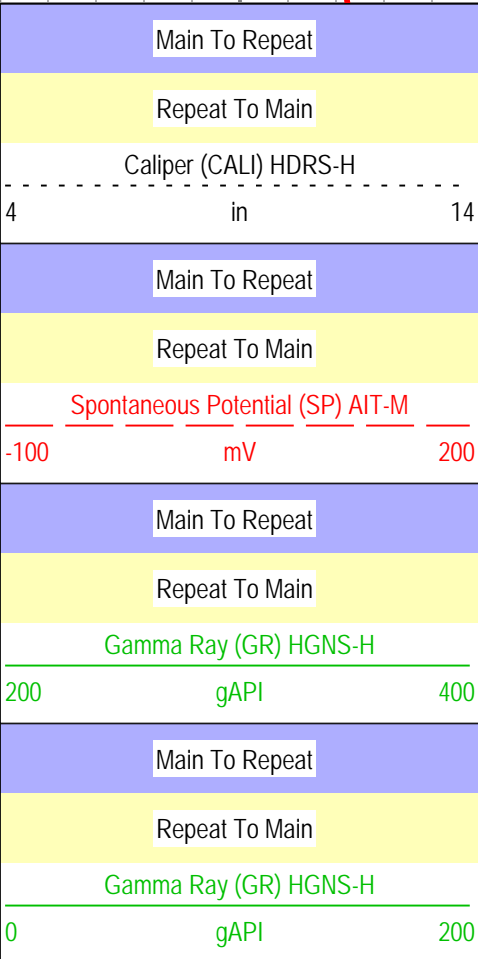 Main To Repeat
Repeat To Main
Caliper (CALI) HDRS-H
4 in 14
Main To Repeat
Repeat To Main
Spontaneous Potential (SP) AIT-M
-100 mV 200
Main To Repeat
Repeat To Main
Gamma Ray (GR) HGNS-H
200 gAPI 400
Main To Repeat
Repeat To Main
Gamma Ray (GR) HGNS-H
0 gAPI 200